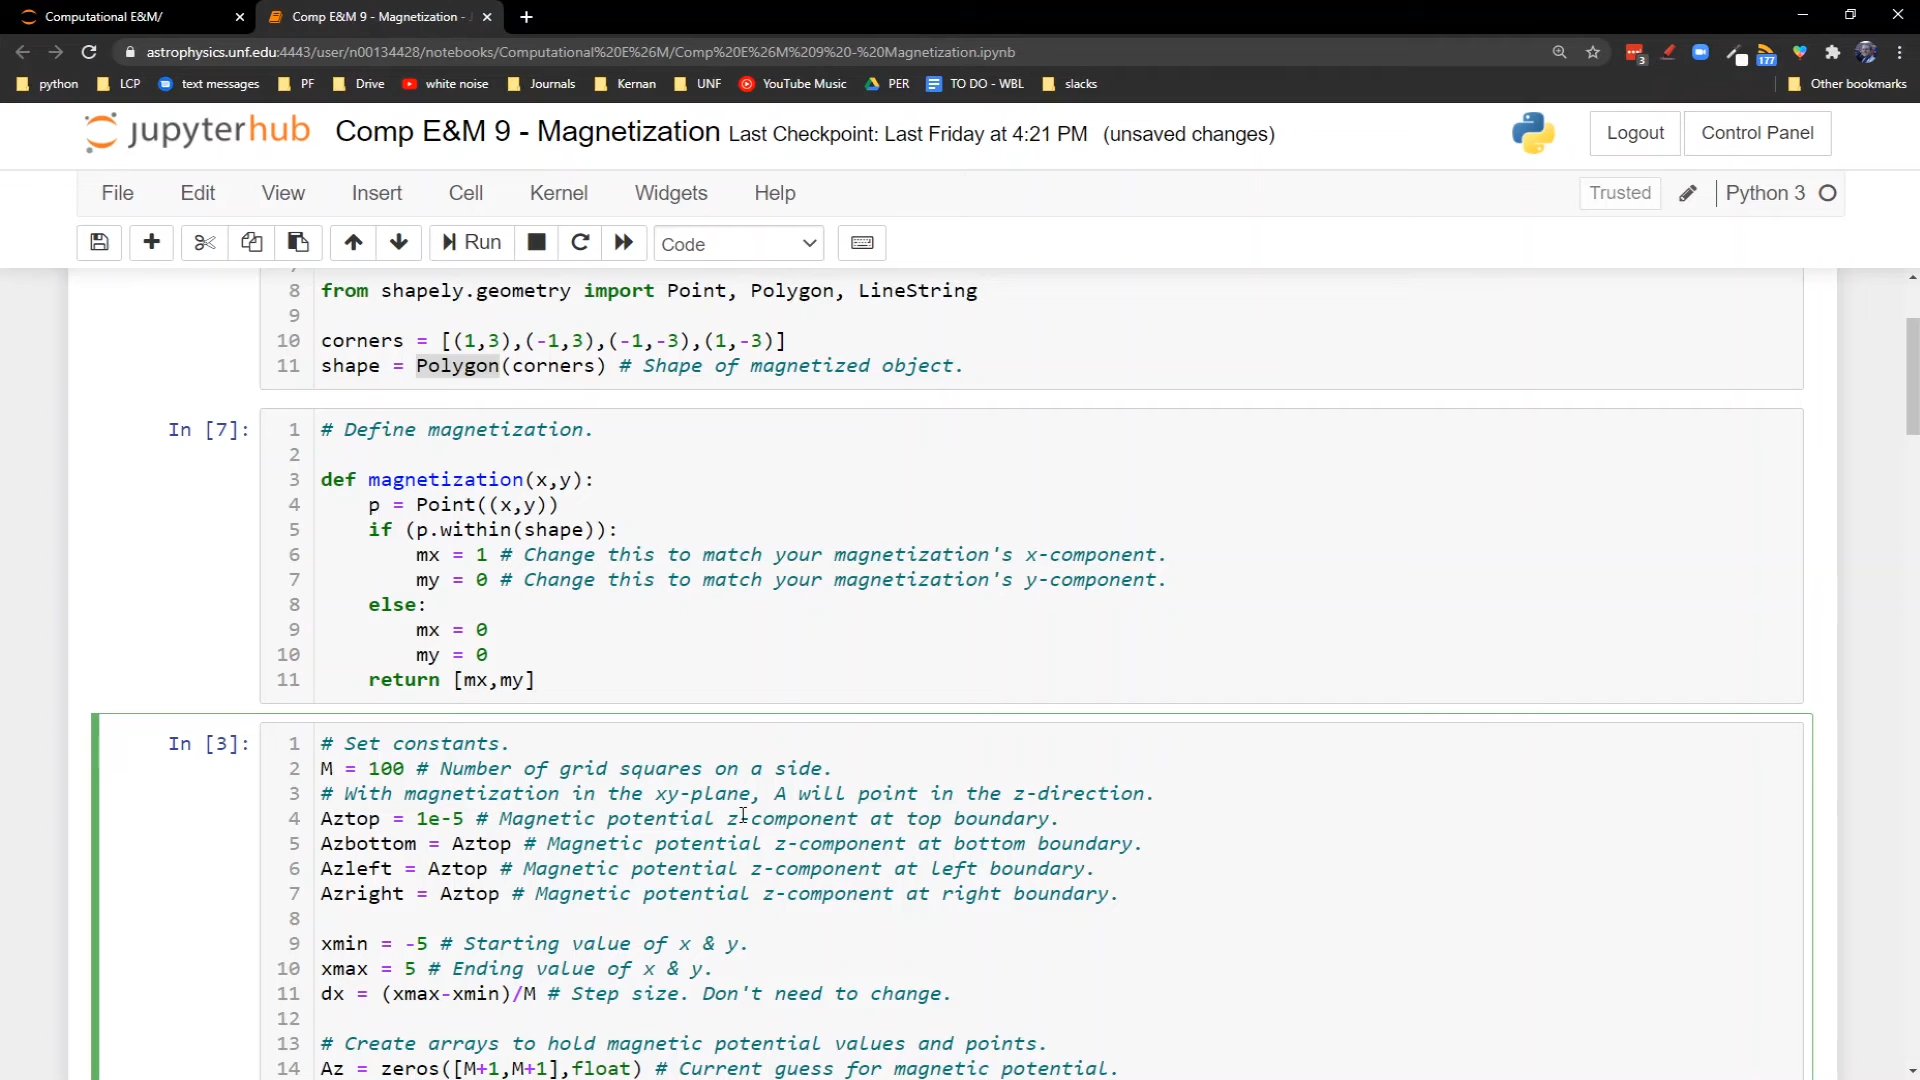 Computational E&M/
Comp E&M 9 - Magnetization -
astrophysics.unf.edu:4443/user/n00134428/notebooks/Computational%20E%26M/Comp%20E%26M%209%20-%20Magnetization.ipynb
3
177
python
LCP
text messages
PF
Drive
white noise
Journals
Kernan
UNF
YouTube Music
PER
TO DO - WBL
slacks
Other bookmarks
jupyterhub
Comp E&M 9 - Magnetization Last Checkpoint: Last Friday at 4:21 PM (unsaved changes)
Logout
Control Panel
File
Edit
View
Insert
Cell
Kernel
Widgets
Help
Trusted
Python 3
Run
Code
8 from shapely.geometry import Point, Polygon, LineString
9
10 corners = [(1,3),(-1,3),(-1,-3),(1,-3)]
11 shape = Polygon(corners) # Shape of magnetized object.
In [7]:
1 # Define magnetization.
2
3 def magnetization(x,y):
4 p = Point((x,y))
5 if (p.within(shape)):
6 mx = 1 # Change this to match your magnetization's x-component.
7 my = 0 # Change this to match your magnetization's y-component.
8 else:
9 mx = 0
10 my = 0
11 return [mx,my]
In [3]:
1 # Set constants.
2 M = 100 # Number of grid squares on a side.
3 # With magnetization in the xy-plane, A will point in the z-direction.
4 Aztop = 1e-5 # Magnetic potential z-component at top boundary.
5 Azbottom = Aztop # Magnetic potential z-component at bottom boundary.
6 Azleft = Aztop # Magnetic potential z-component at left boundary.
7 Azright = Aztop # Magnetic potential z-component at right boundary.
8
9 xmin = -5 # Starting value of x & y.
10 xmax = 5 # Ending value of x & y.
11 dx = (xmax-xmin)/M # Step size. Don't need to change.
12
13 # Create arrays to hold magnetic potential values and points.
14 Az = zeros([M+1,M+1],float) # Current guess for magnetic potential.